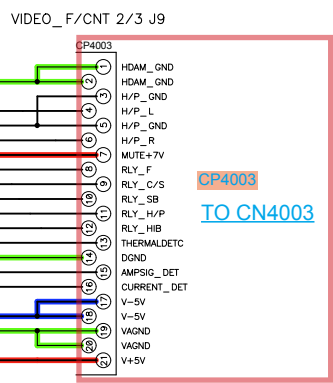 VIDEO_F/CNT 2/3 J9
CP4003
1 HDAM_GND
2 HDAM_GND
3 H/P_GND
4 H/P_L
5 H/P_GND
6 H/P_R
7 MUTE+7V
8 RLY_F
9 RLY_C/S
10 RLY_SB
11 RLY_H/P
12 RLY_HIB
13 THERMALDETC
14 DGND
15 AMPSIG_DET
16 CURRENT_DET
17 V-5V
18 V-5V
19 VAGND
20 VAGND
21 V+5V
CP4003
TO CN4003